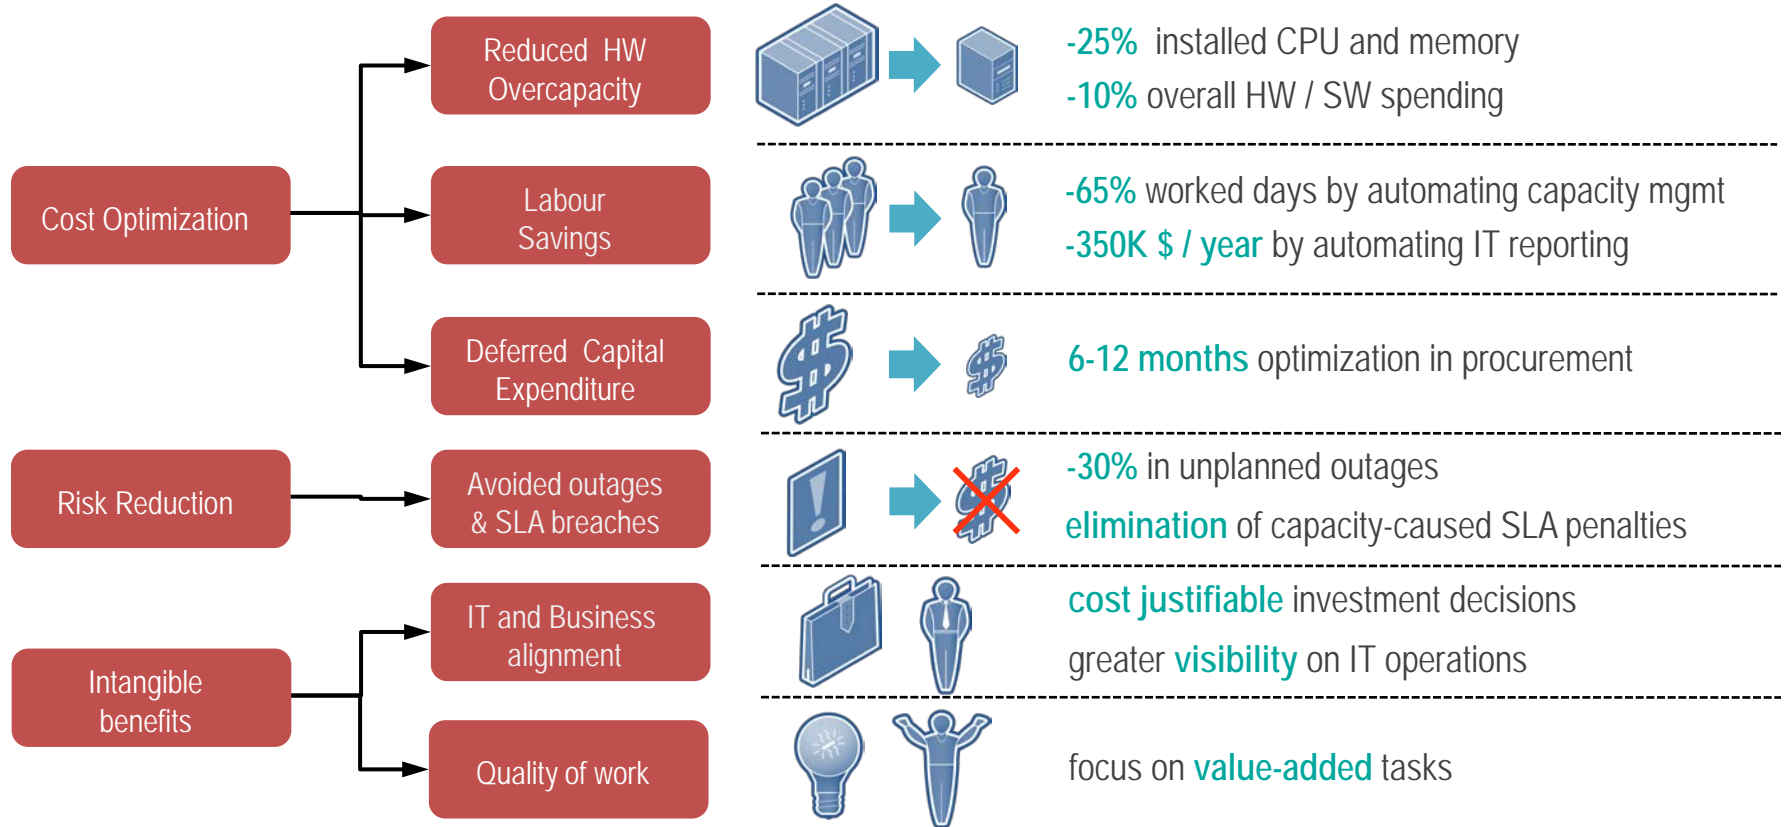 Reduced HW
Overcapacity
-25% installed CPU and memory
-10% overall HW / SW spending
Cost Optimization
Labour
Savings
-65% worked days by automating capacity mgmt
-350K $ / year by automating IT reporting
Deferred Capital
Expenditure
6-12 months optimization in procurement
Risk Reduction
Avoided outages
& SLA breaches
-30% in unplanned outages
elimination of capacity-caused SLA penalties
Intangible
benefits
IT and Business
alignment
cost justifiable investment decisions
greater visibility on IT operations
Quality of work
focus on value-added tasks